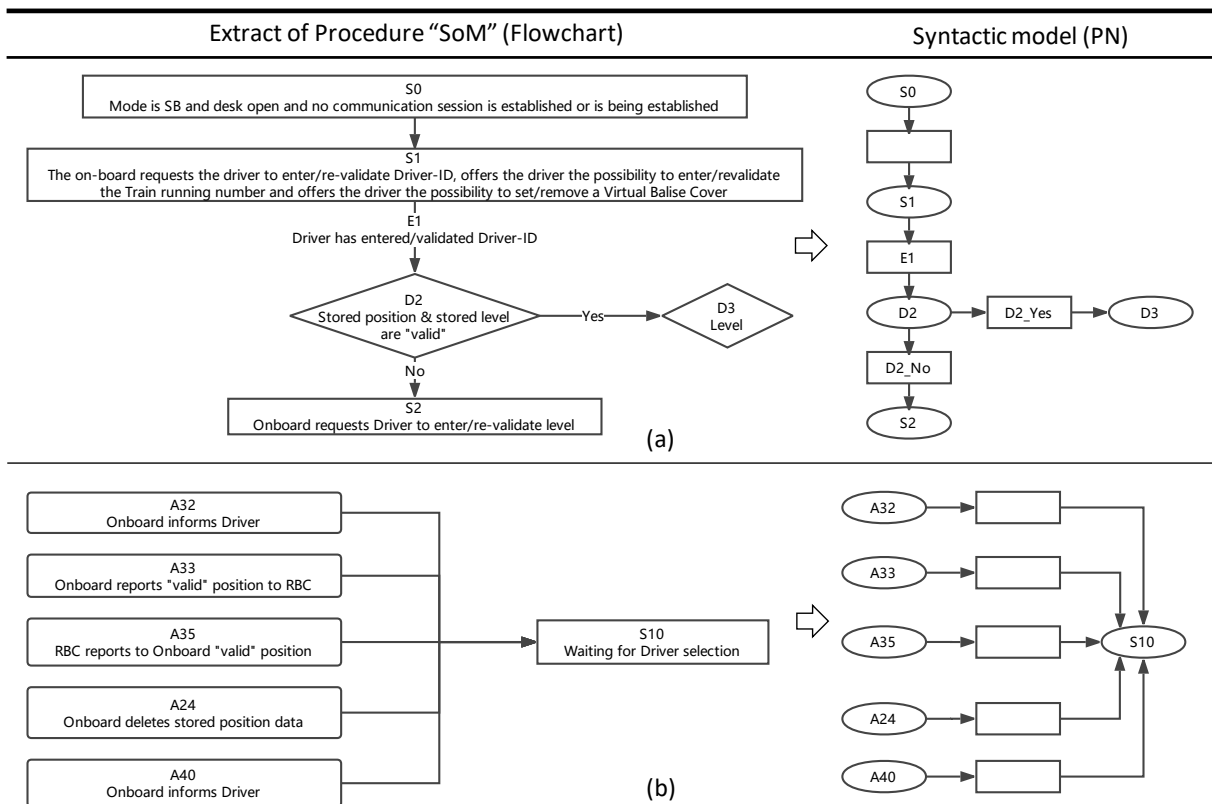 Extract of Procedure “SoM” (Flowchart)
Syntactic model (PN)
S0
Mode is SB and desk open and no communication session is established or is being established
S1
The on-board requests the driver to enter/re-validate Driver-ID, offers the driver the possibility to enter/revalidate
the Train running number and offers the driver the possibility to set/remove a Virtual Balise Cover
E1
Driver has entered/validated Driver-ID
D2
Stored position & stored level
are "valid"
Yes
D3
Level
No
S2
Onboard requests Driver to enter/re-validate level
S0
S1
E1
D2
D2_Yes
D3
D2_No
S2
(a)
A32
Onboard informs Driver
A33
Onboard reports "valid" position to RBC
A35
RBC reports to Onboard "valid" position
A24
Onboard deletes stored position data
A40
Onboard informs Driver
S10
Waiting for Driver selection
A32
A33
A35
A24
A40
S10
(b)